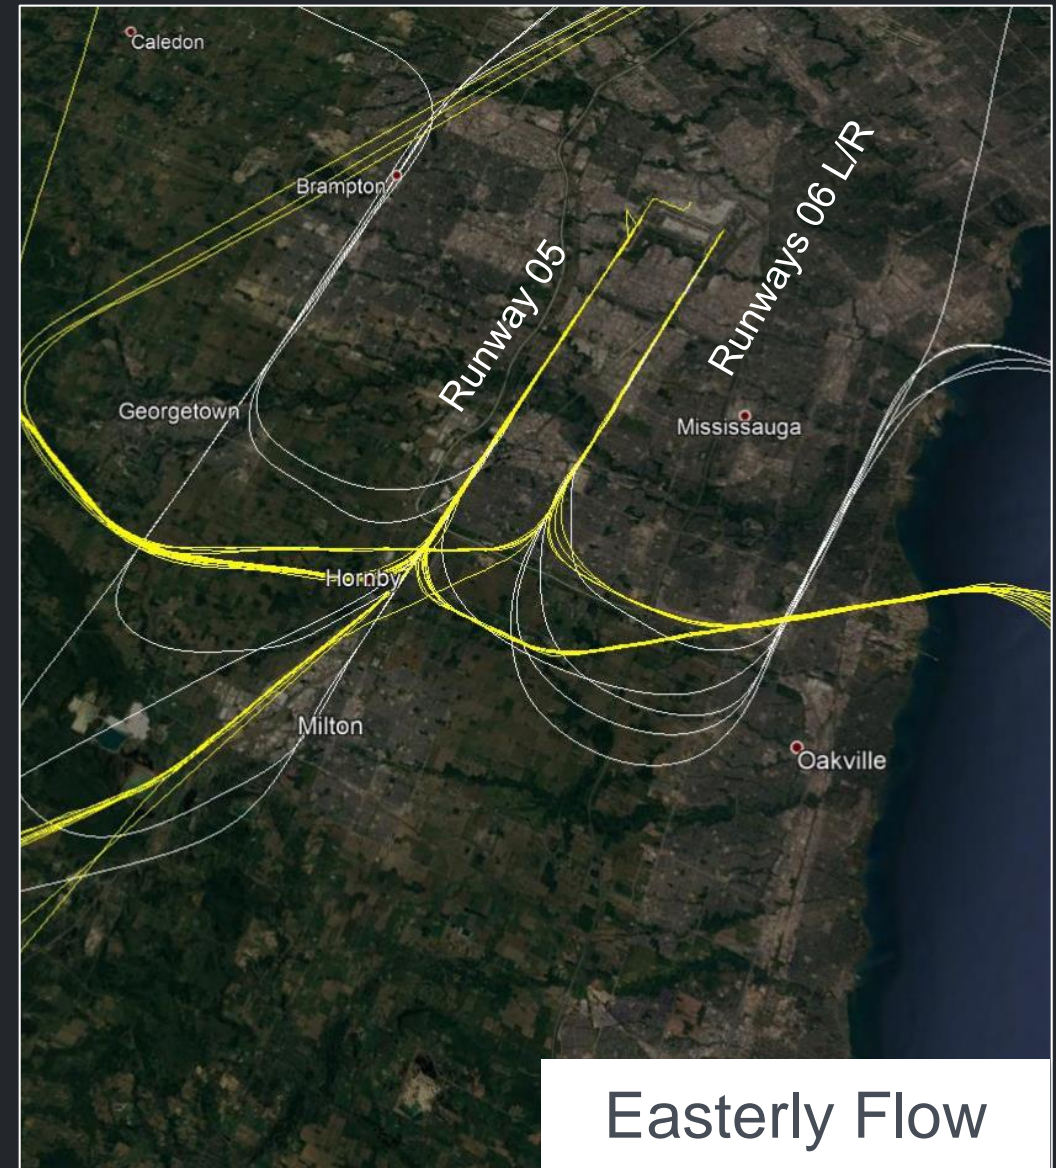 Caledon
Brampton
Runways 06 L/R
Runway 05
Georgetown
Mississauga
Hornby
Milton
Oakville
Easterly Flow